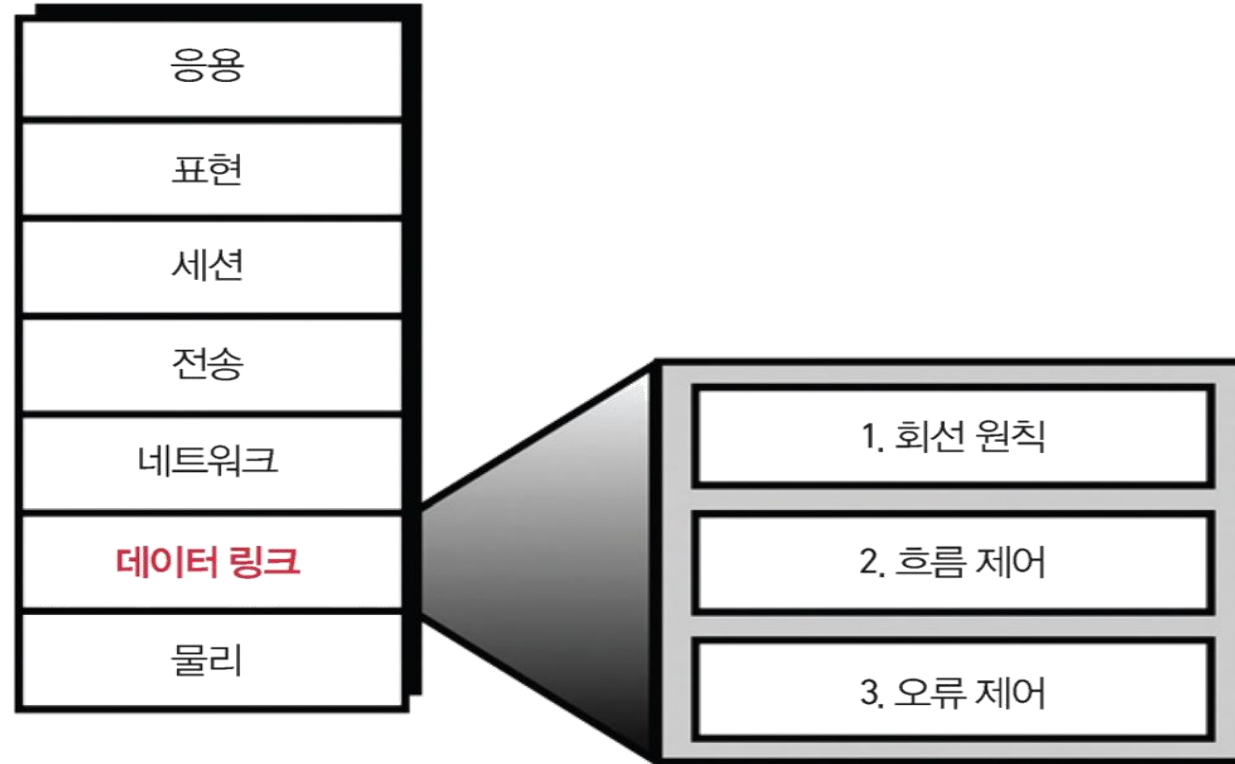 응용
표현
세션
전송
네트워크
데이터 링크
물리
1. 회선 원칙
2. 흐름 제어
3. 오류 제어